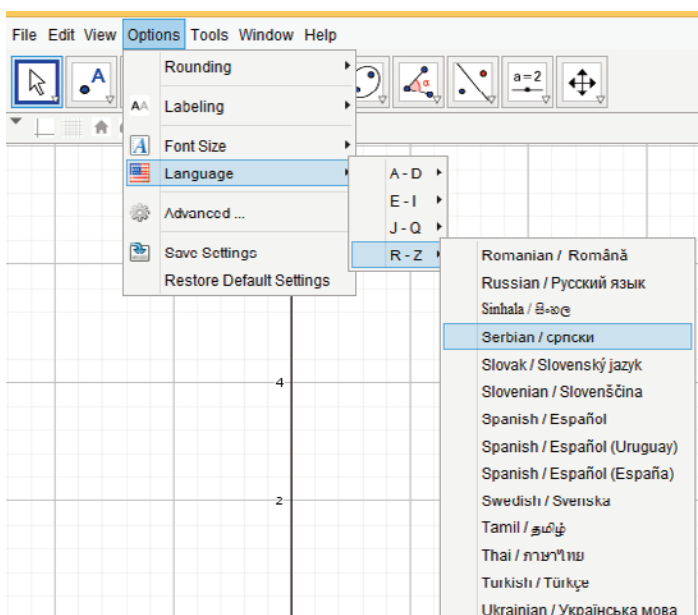 File Edit View Options Tools Window Help
A
α
a=2
Rounding
AA Labeling
A Font Size
Language
Advanced ...
Save Settings
Restore Default Settings
A - D
E - I
J - Q
R - Z
Romanian / Română
Russian / Русский язык
Sinhala / සිංහල
Serbian / српски
Slovak / Slovenský jazyk
Slovenian / Slovenščina
Spanish / Español
Spanish / Español (Uruguay)
Spanish / Español (España)
Swedish / Svenska
Tamil / தமிழ்
Thai / ภาษาไทย
Turkish / Türkçe
Ukrainian / Українська мова
4
2